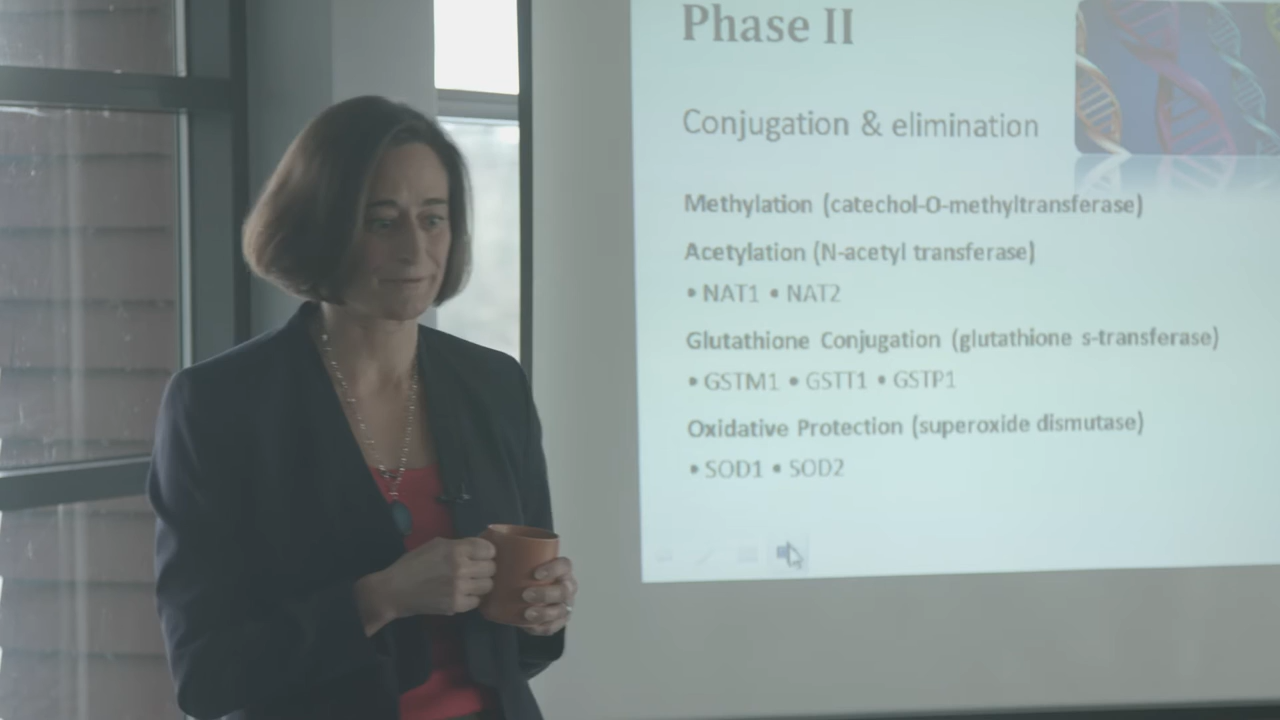 Phase II
Conjugation & elimination
Methylation (catechol-O-methyltransferase)
Acetylation (N-acetyl transferase)
• NAT1 • NAT2
Glutathione Conjugation (glutathione s-transferase)
• GSTM1 • GSTT1 • GSTP1
Oxidative Protection (superoxide dismutase)
• SOD1 • SOD2